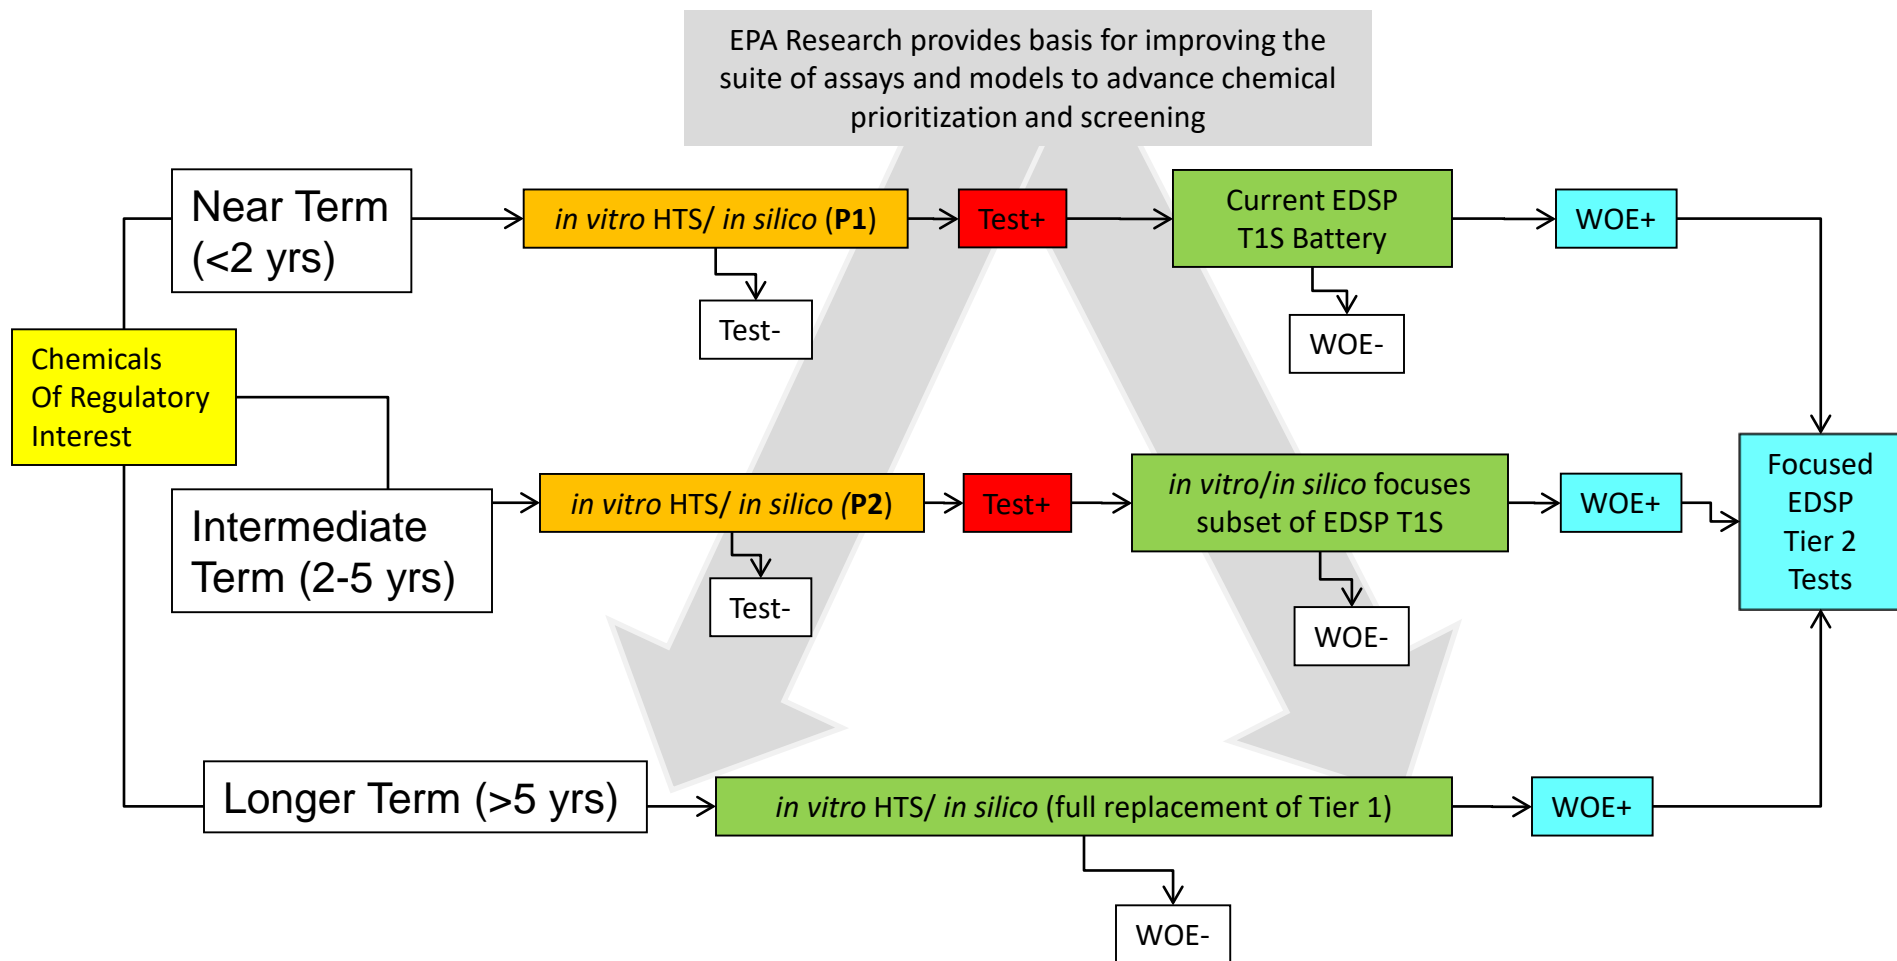 EPA Research provides basis for improving the
suite of assays and models to advance chemical
prioritization and screening
Near Term
(<2 yrs)
in vitro HTS/ in silico (P1)
Test+
Current EDSP
T1S Battery
WOE+
Test-
WOE-
Chemicals
Of Regulatory
Interest
Intermediate
Term (2-5 yrs)
in vitro HTS/ in silico (P2)
Test+
in vitro/in silico focuses
subset of EDSP T1S
WOE+
Focused
EDSP
Tier 2
Tests
Test-
WOE-
Longer Term (>5 yrs)
in vitro HTS/ in silico (full replacement of Tier 1)
WOE+
WOE-